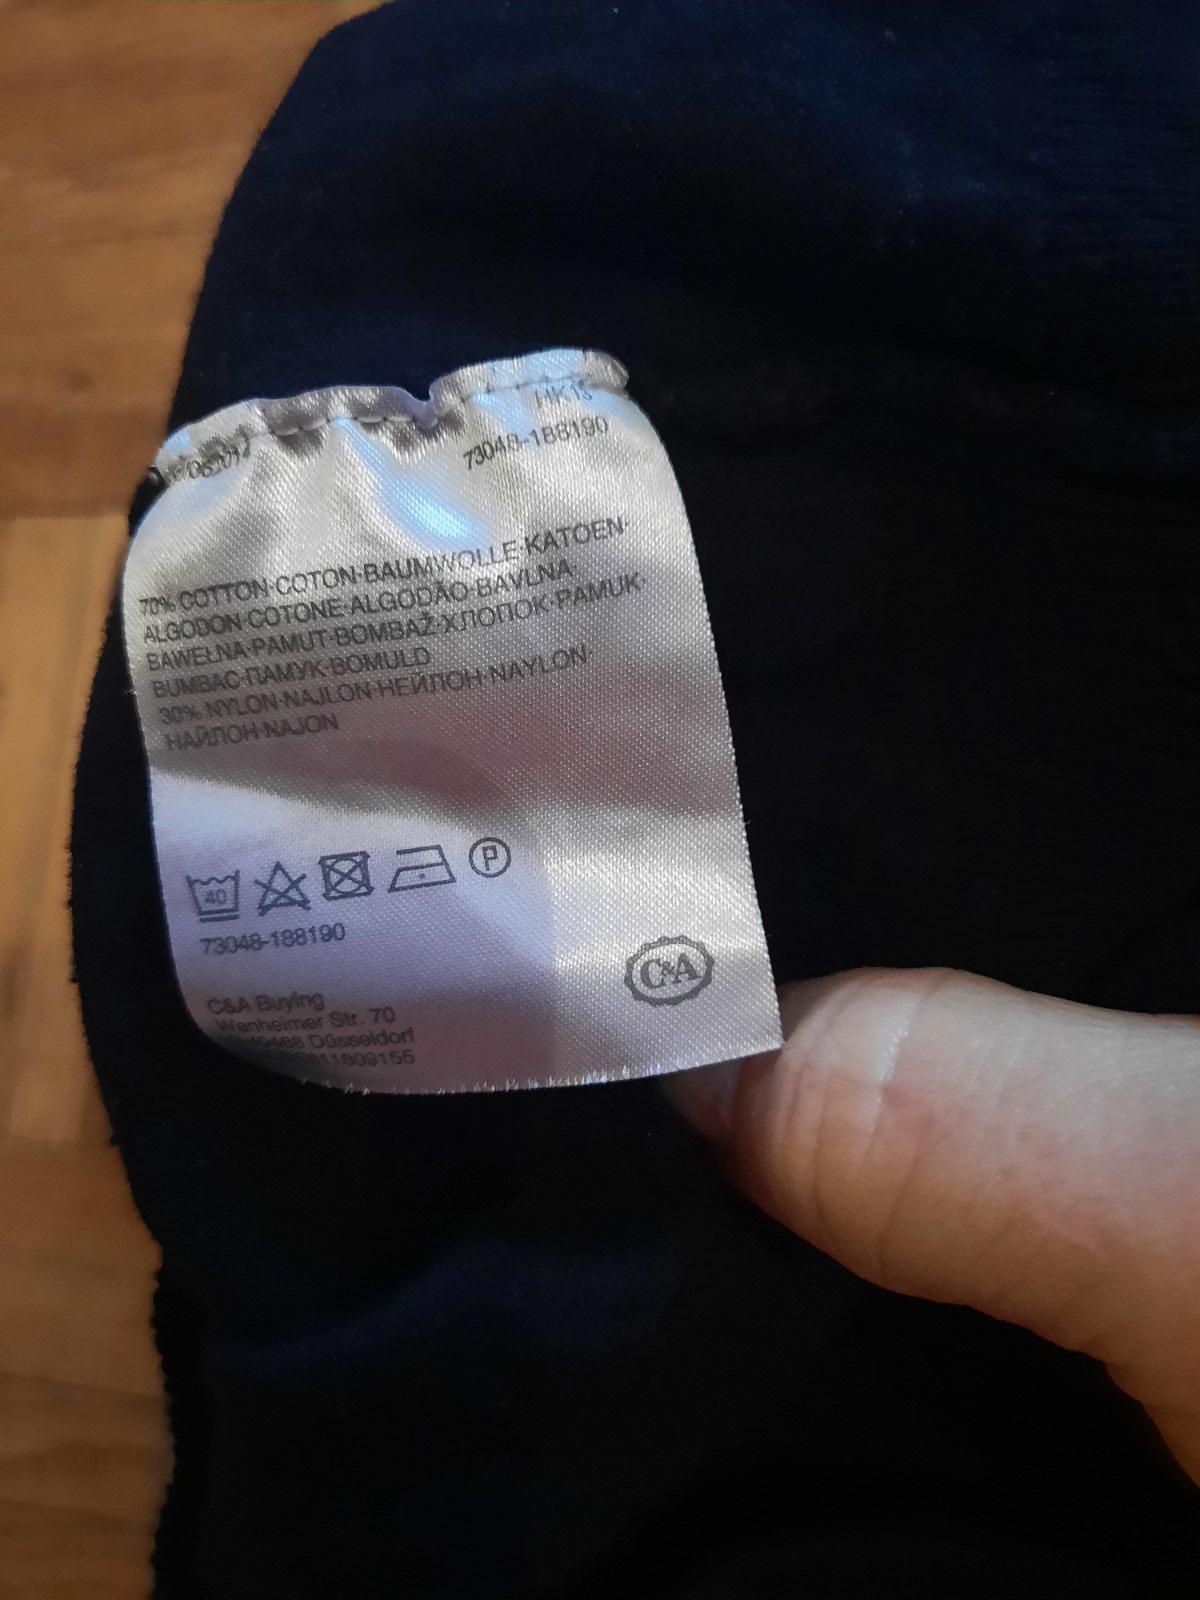 HK1S
73048-188190
70% COTTON·COTON·BAUMWOLLE·KATOEN·
ALGODON·COTONE·ALGODÃO·BAVLNA·
BAWEŁNA·PAMUT·BOMBAŽ·ХЛОПОК·PAMUK·
BUMBAC·ПАМУК·BOMULD
30% NYLON·NAJLON·НЕЙЛОН·NAYLON·
НАЙЛОН·NAJON
40
P
73048-188190
C&A Buying
Wanheimer Str. 70
Düsseldorf
C&A